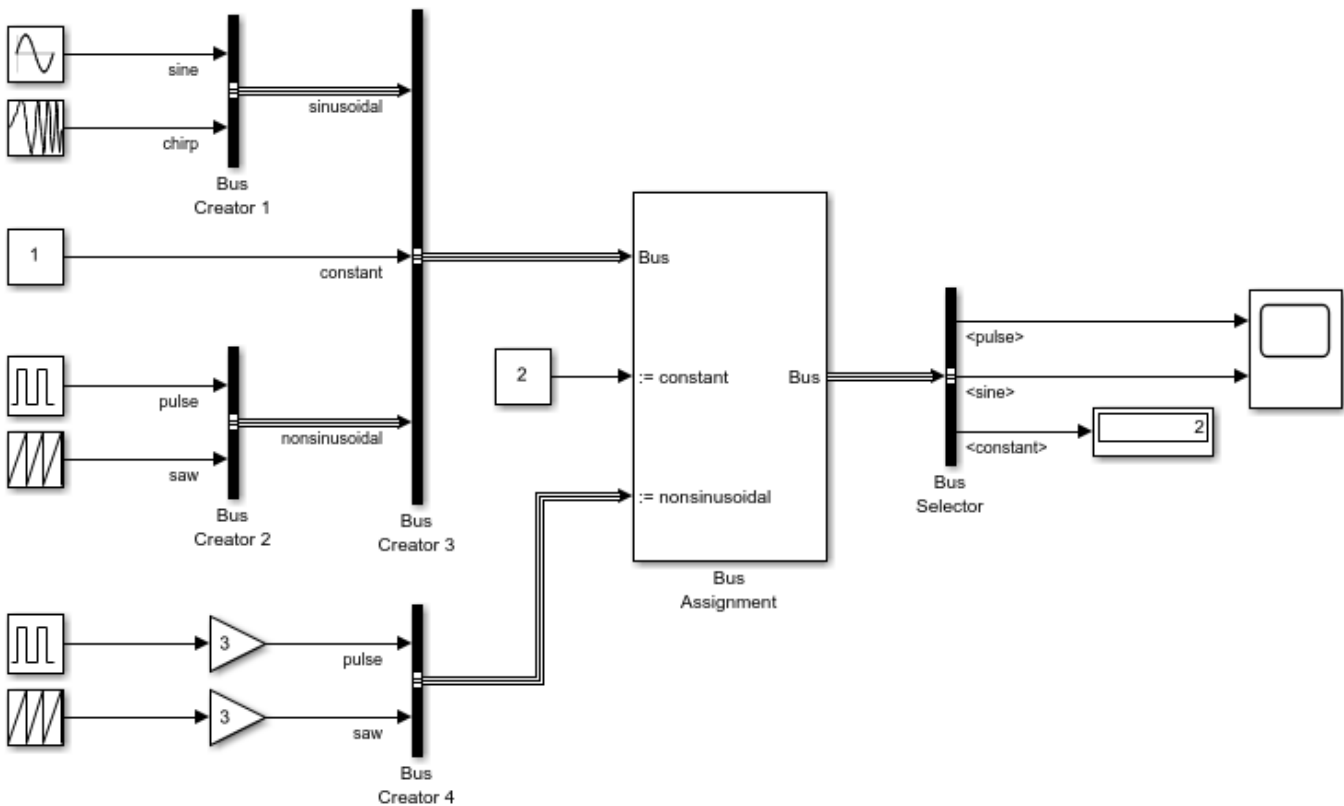 sine
sinusoidal
chirp
Bus
Creator 1
1
constant
Bus
2
:= constant
Bus
pulse
nonsinusoidal
saw
Bus
Creator 2
Bus
Creator 3
:= nonsinusoidal
Bus
Assignment
<pulse>
<sine>
<constant>
2
Bus
Selector
3
pulse
3
saw
Bus
Creator 4